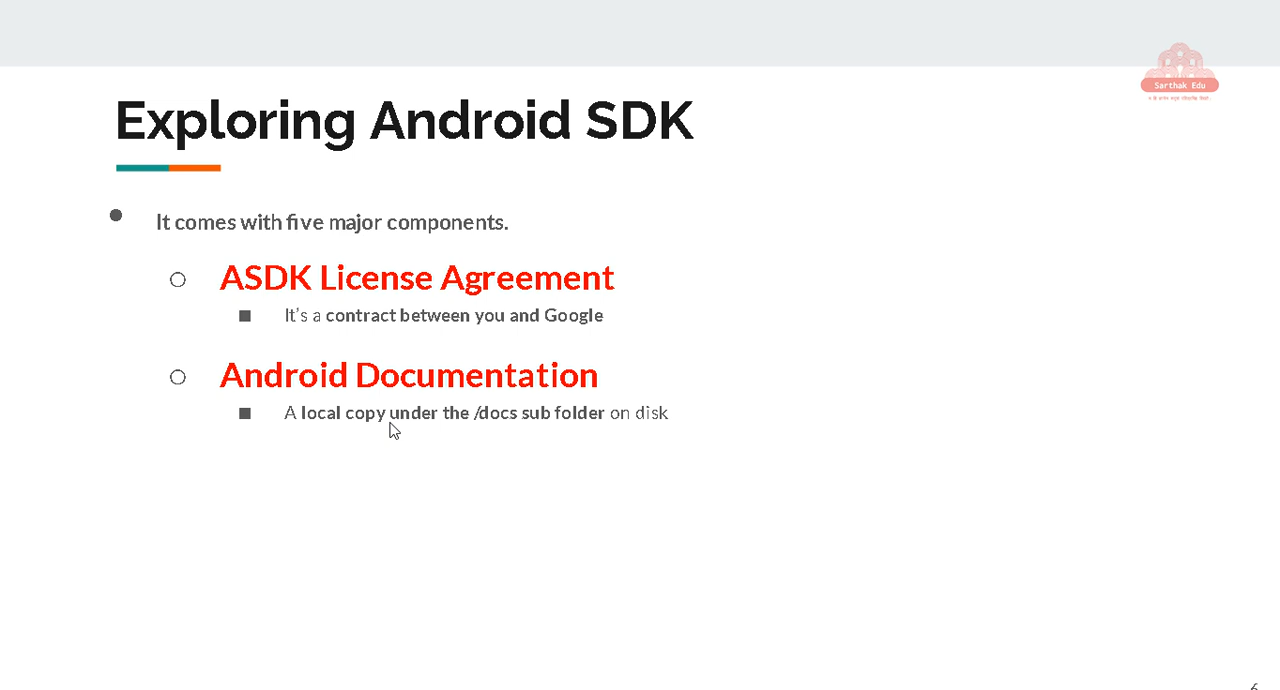 Sarthak Edu
Exploring Android SDK
It comes with five major components.
ASDK License Agreement
It's a contract between you and Google
Android Documentation
A local copy under the /docs sub folder on disk
6